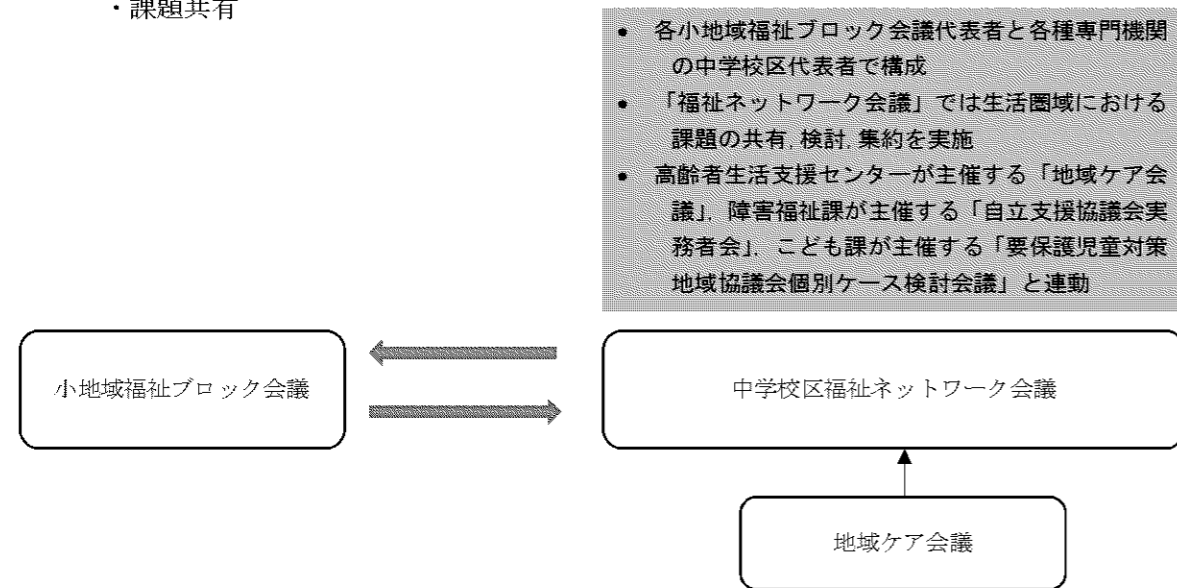 ・課題共有
• 各小地域福祉ブロック会議代表者と各種専門機関
の中学校区代表者で構成
• 「福祉ネットワーク会議」では生活圏域における
課題の共有,検討,集約を実施
• 高齢者生活支援センターが主催する「地域ケア会
議」,障害福祉課が主催する「自立支援協議会実
務者会」,こども課が主催する「要保護児童対策
地域協議会個別ケース検討会議」と連動
小地域福祉ブロック会議
中学校区福祉ネットワーク会議
地域ケア会議